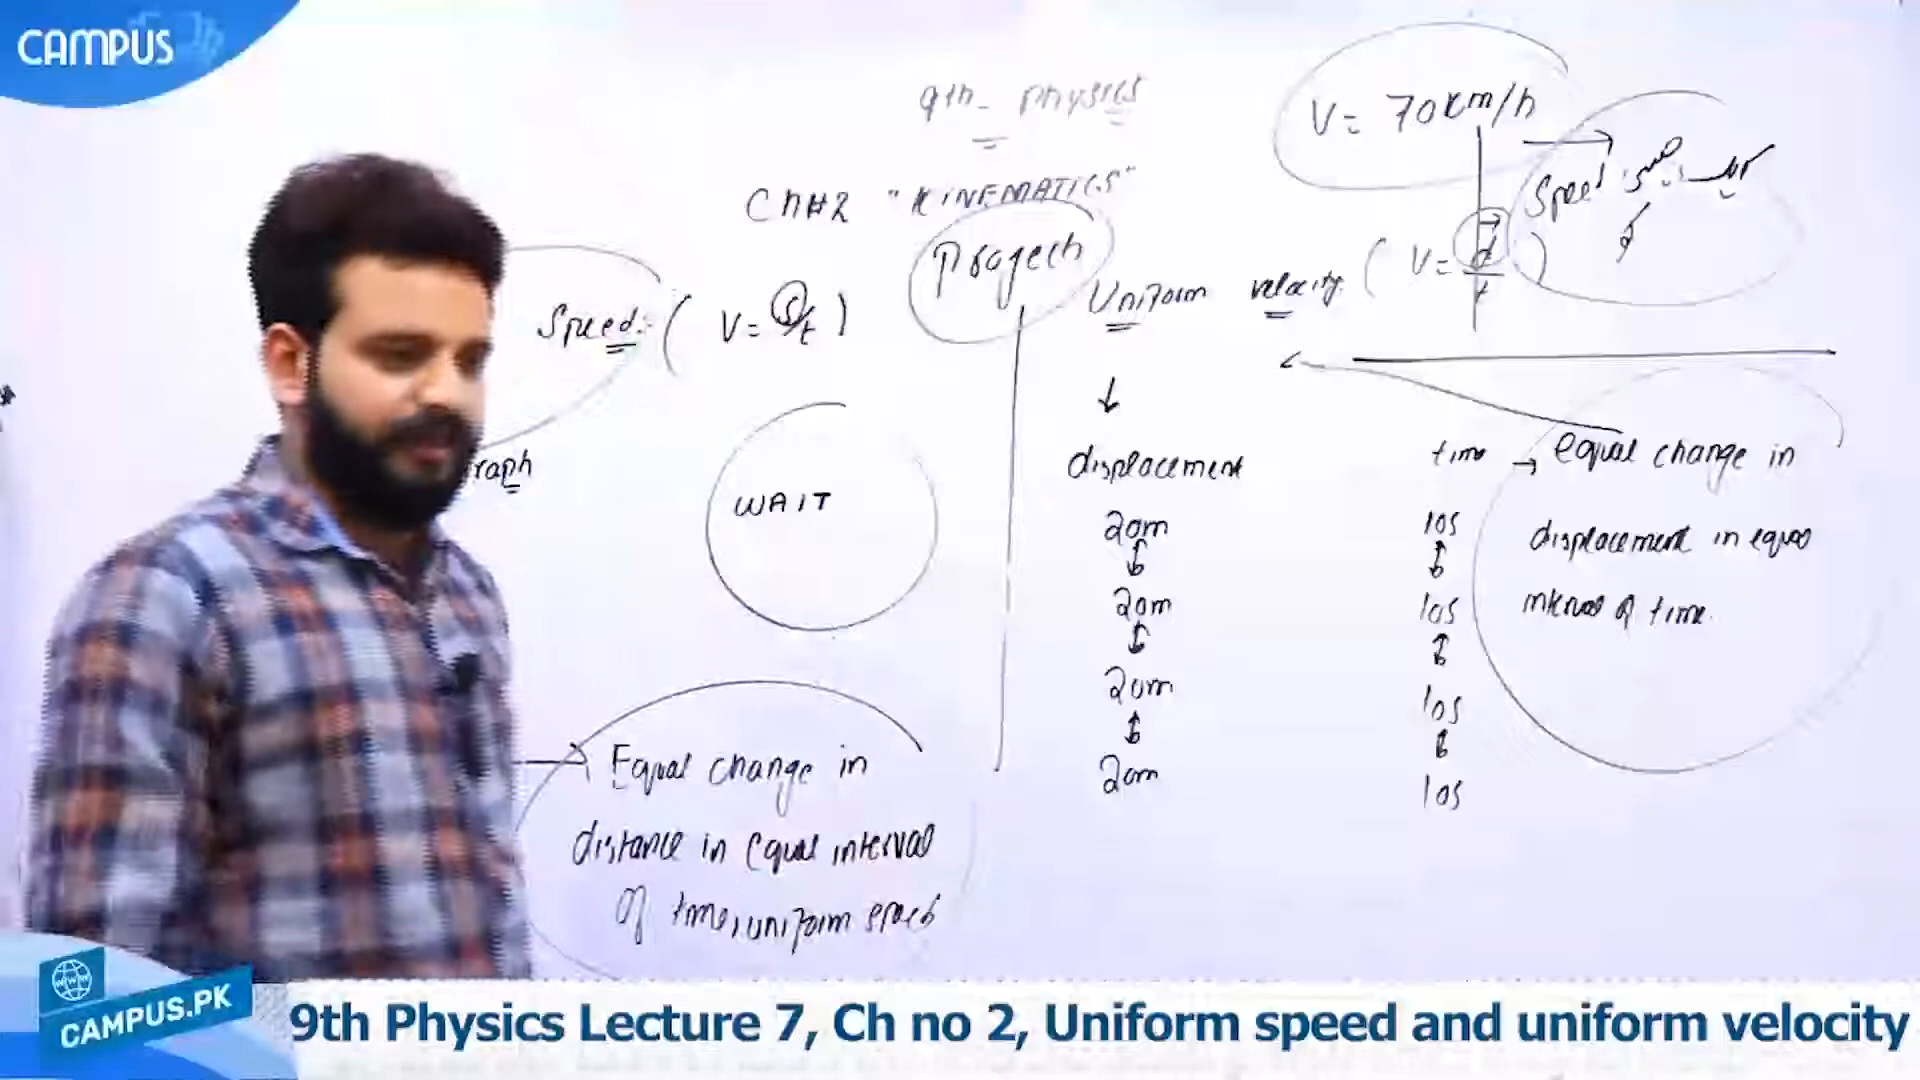 CAMPUS
9th - Physics
CH#2 "KINEMATICS"
V = 70km/h
Speed
Speed: ( V = /t )
Uniform velocity ( V = d/t )
raph
WAIT
displacement
time
→ equal change in
displacement in equal
interval of time.
20m 10s
20m 10s
20m 10s
20m 10s
Equal change in
distance in equal interval
of time, uniform speed
WWW
CAMPUS.PK
9th Physics Lecture 7, Ch no 2, Uniform speed and uniform velocity